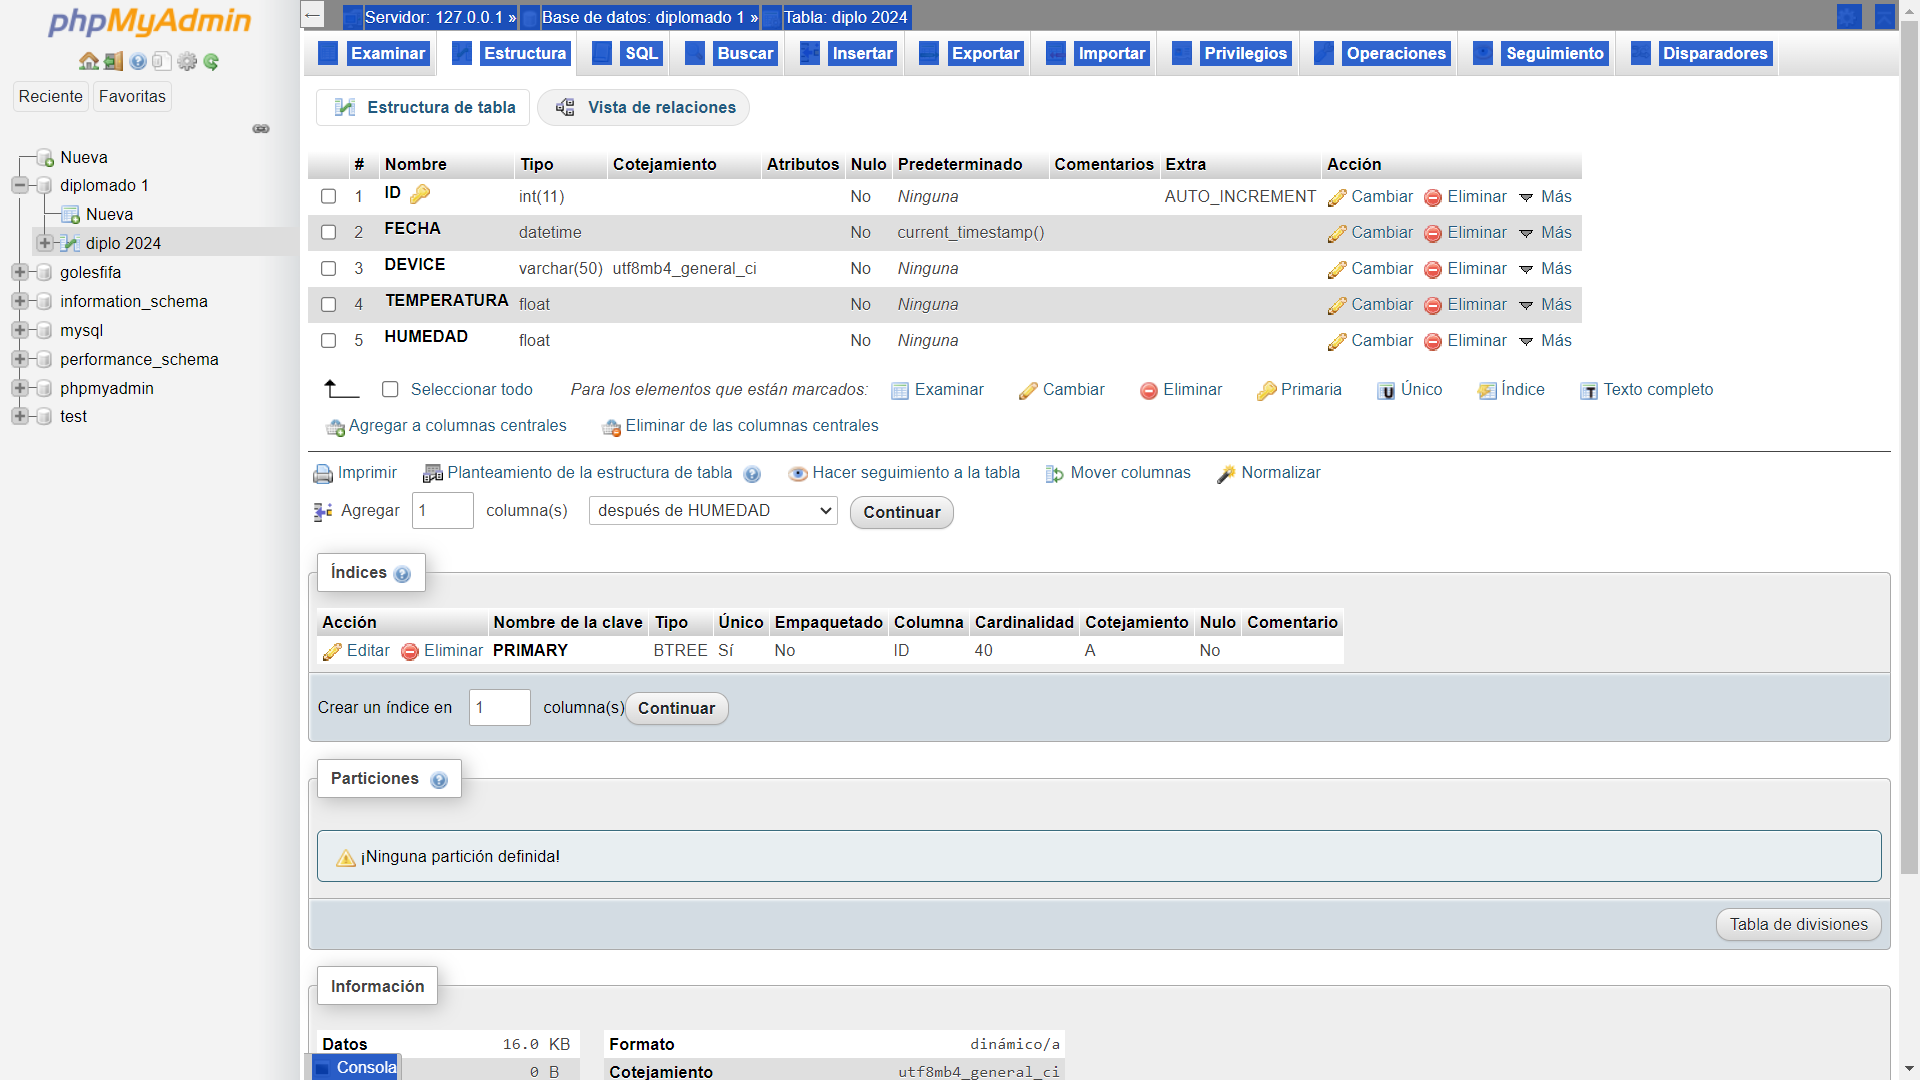 phpMyAdmin
Reciente Favoritas
Nueva
diplomado 1
Nueva
diplo 2024
golesfifa
information_schema
mysql
performance_schema
phpmyadmin
test
← Servidor: 127.0.0.1 » Base de datos: diplomado 1 » Tabla: diplo 2024
Examinar Estructura SQL Buscar Insertar Exportar Importar Privilegios Operaciones Seguimiento Disparadores
Estructura de tabla Vista de relaciones
# Nombre Tipo Cotejamiento Atributos Nulo Predeterminado Comentarios Extra Acción
1 ID int(11) No Ninguna AUTO_INCREMENT Cambiar Eliminar Más
2 FECHA datetime No current_timestamp() Cambiar Eliminar Más
3 DEVICE varchar(50) utf8mb4_general_ci No Ninguna Cambiar Eliminar Más
4 TEMPERATURA float No Ninguna Cambiar Eliminar Más
5 HUMEDAD float No Ninguna Cambiar Eliminar Más
Seleccionar todo Para los elementos que están marcados: Examinar Cambiar Eliminar Primaria Único Índice Texto completo
Agregar a columnas centrales Eliminar de las columnas centrales
Imprimir Planteamiento de la estructura de tabla Hacer seguimiento a la tabla Mover columnas Normalizar
Agregar 1 columna(s) después de HUMEDAD Continuar
Índices
Acción Nombre de la clave Tipo Único Empaquetado Columna Cardinalidad Cotejamiento Nulo Comentario
Editar Eliminar PRIMARY BTREE Sí No ID 40 A No
Crear un índice en 1 columna(s) Continuar
Particiones
¡Ninguna partición definida!
Tabla de divisiones
Información
Datos 16.0 KB Formato dinámico/a
Consola 0 B Cotejamiento utf8mb4_general_ci